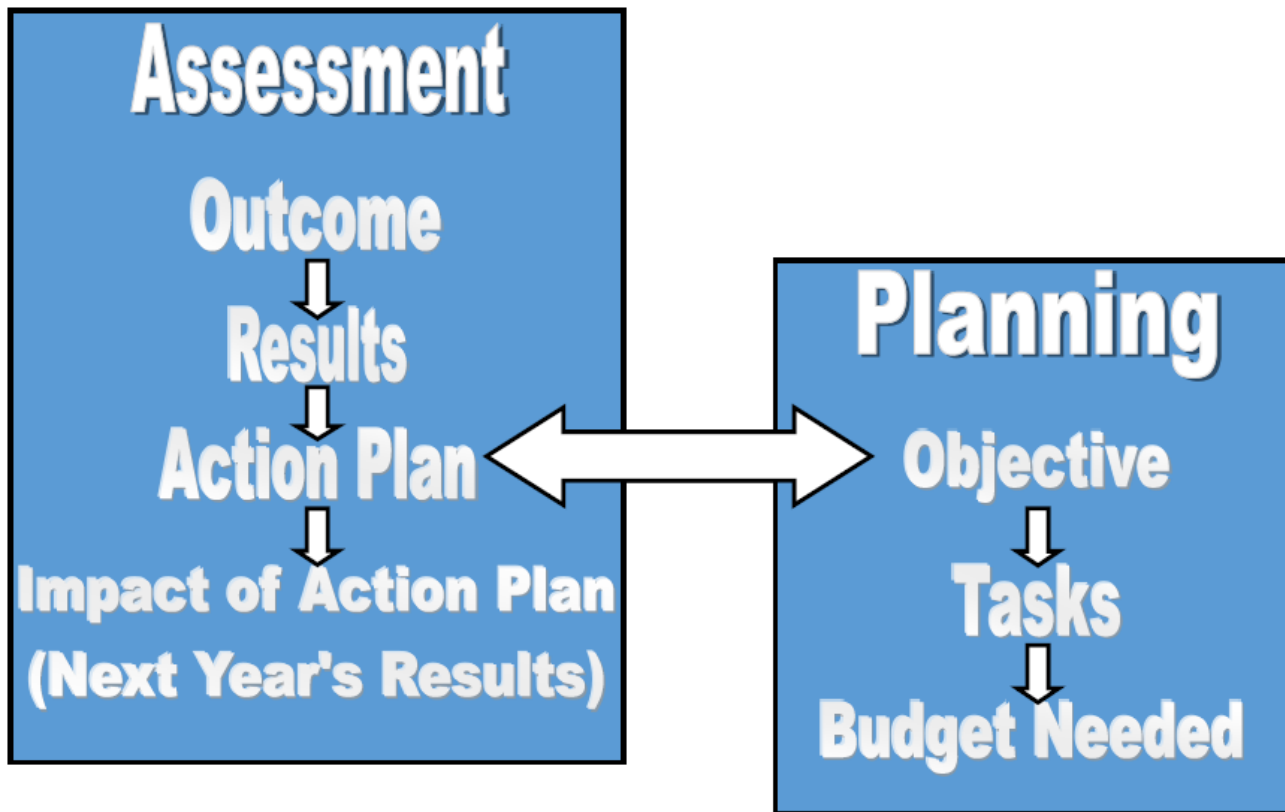 Assessment
Outcome
Results
Action Plan
Impact of Action Plan
(Next Year's Results)
Planning
Objective
Tasks
Budget Needed